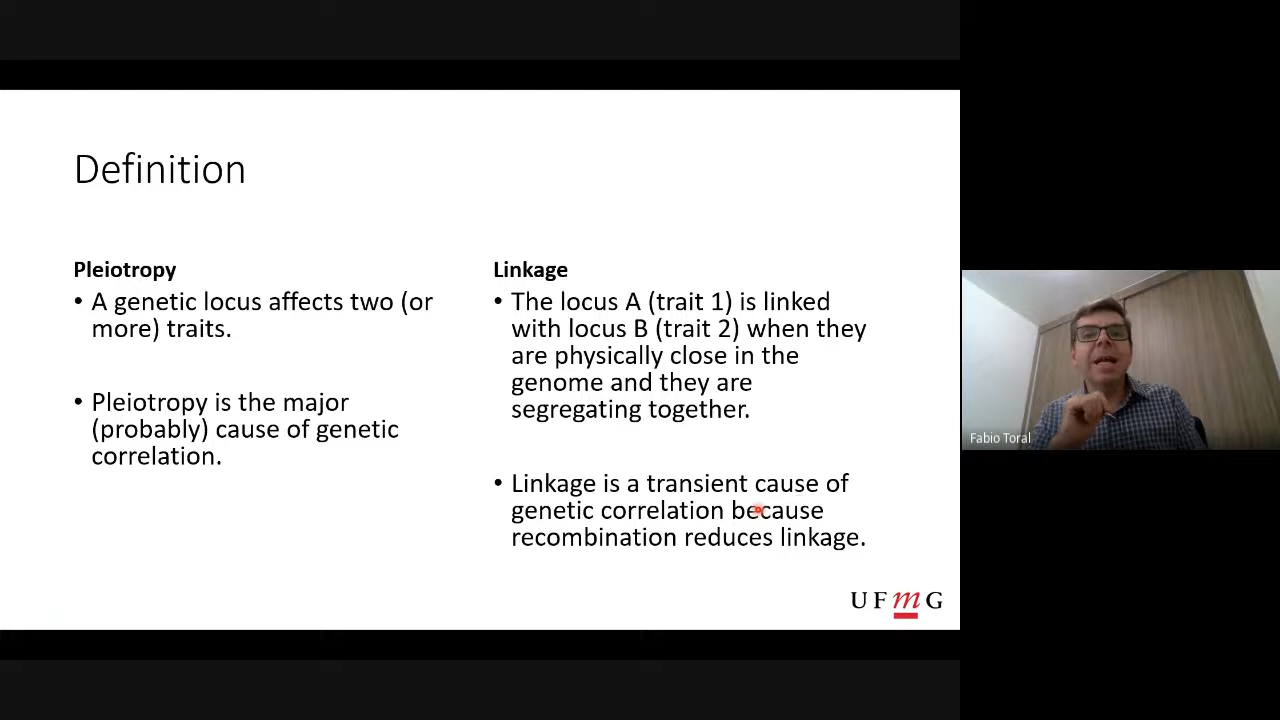 Definition
Pleiotropy
• A genetic locus affects two (or
more) traits.
• Pleiotropy is the major
(probably) cause of genetic
correlation.
Linkage
• The locus A (trait 1) is linked
with locus B (trait 2) when they
are physically close in the
genome and they are
segregating together.
• Linkage is a transient cause of
genetic correlation because
recombination reduces linkage.
UFmG
Fabio Toral